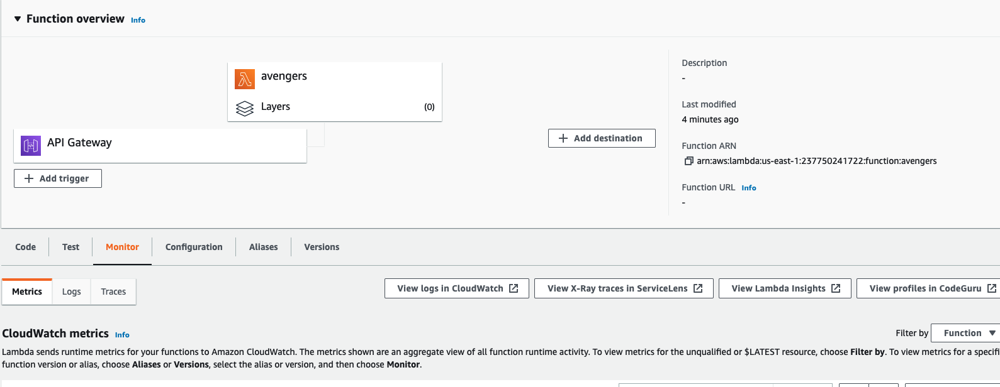 Function overview Info
avengers
Layers (0)
API Gateway
Add trigger
Add destination
Description
-
Last modified
4 minutes ago
Function ARN
arn:aws:lambda:us-east-1:237750241722:function:avengers
Function URL Info
-
Code Test Monitor Configuration Aliases Versions
Metrics Logs Traces
View logs in CloudWatch View X-Ray traces in ServiceLens View Lambda Insights View profiles in CodeGuru
CloudWatch metrics Info
Filter by Function
Lambda sends runtime metrics for your functions to Amazon CloudWatch. The metrics shown are an aggregate view of all function runtime activity. To view metrics for the unqualified or $LATEST resource, choose Filter by. To view metrics for a specifi
function version or alias, choose Aliases or Versions, select the alias or version, and then choose Monitor.